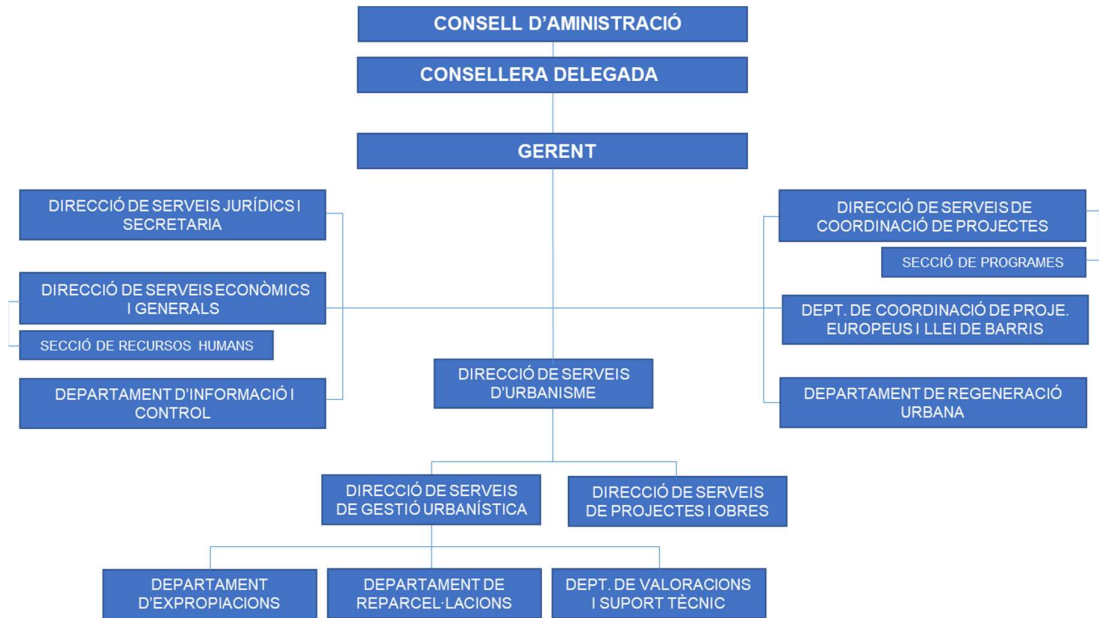 CONSELL D'AMINISTRACIÓ
CONSELLERA DELEGADA
GERENT
DIRECCIÓ DE SERVEIS JURÍDICS I
SECRETARIA
DIRECCIÓ DE SERVEIS DE
COORDINACIÓ DE PROJECTES
SECCIÓ DE PROGRAMES
DIRECCIÓ DE SERVEIS ECONÒMICS
I GENERALS
SECCIÓ DE RECURSOS HUMANS
DEPT. DE COORDINACIÓ DE PROJE.
EUROPEUS I LLEI DE BARRIS
DIRECCIÓ DE SERVEIS
D'URBANISME
DEPARTAMENT D'INFORMACIÓ I
CONTROL
DEPARTAMENT DE REGENERACIÓ
URBANA
DIRECCIÓ DE SERVEIS
DE GESTIÓ URBANÍSTICA
DIRECCIÓ DE SERVEIS
DE PROJECTES I OBRES
DEPARTAMENT
D'EXPROPIACIONS
DEPARTAMENT DE
REPARCEL·LACIONS
DEPT. DE VALORACIONS
I SUPORT TÈCNIC